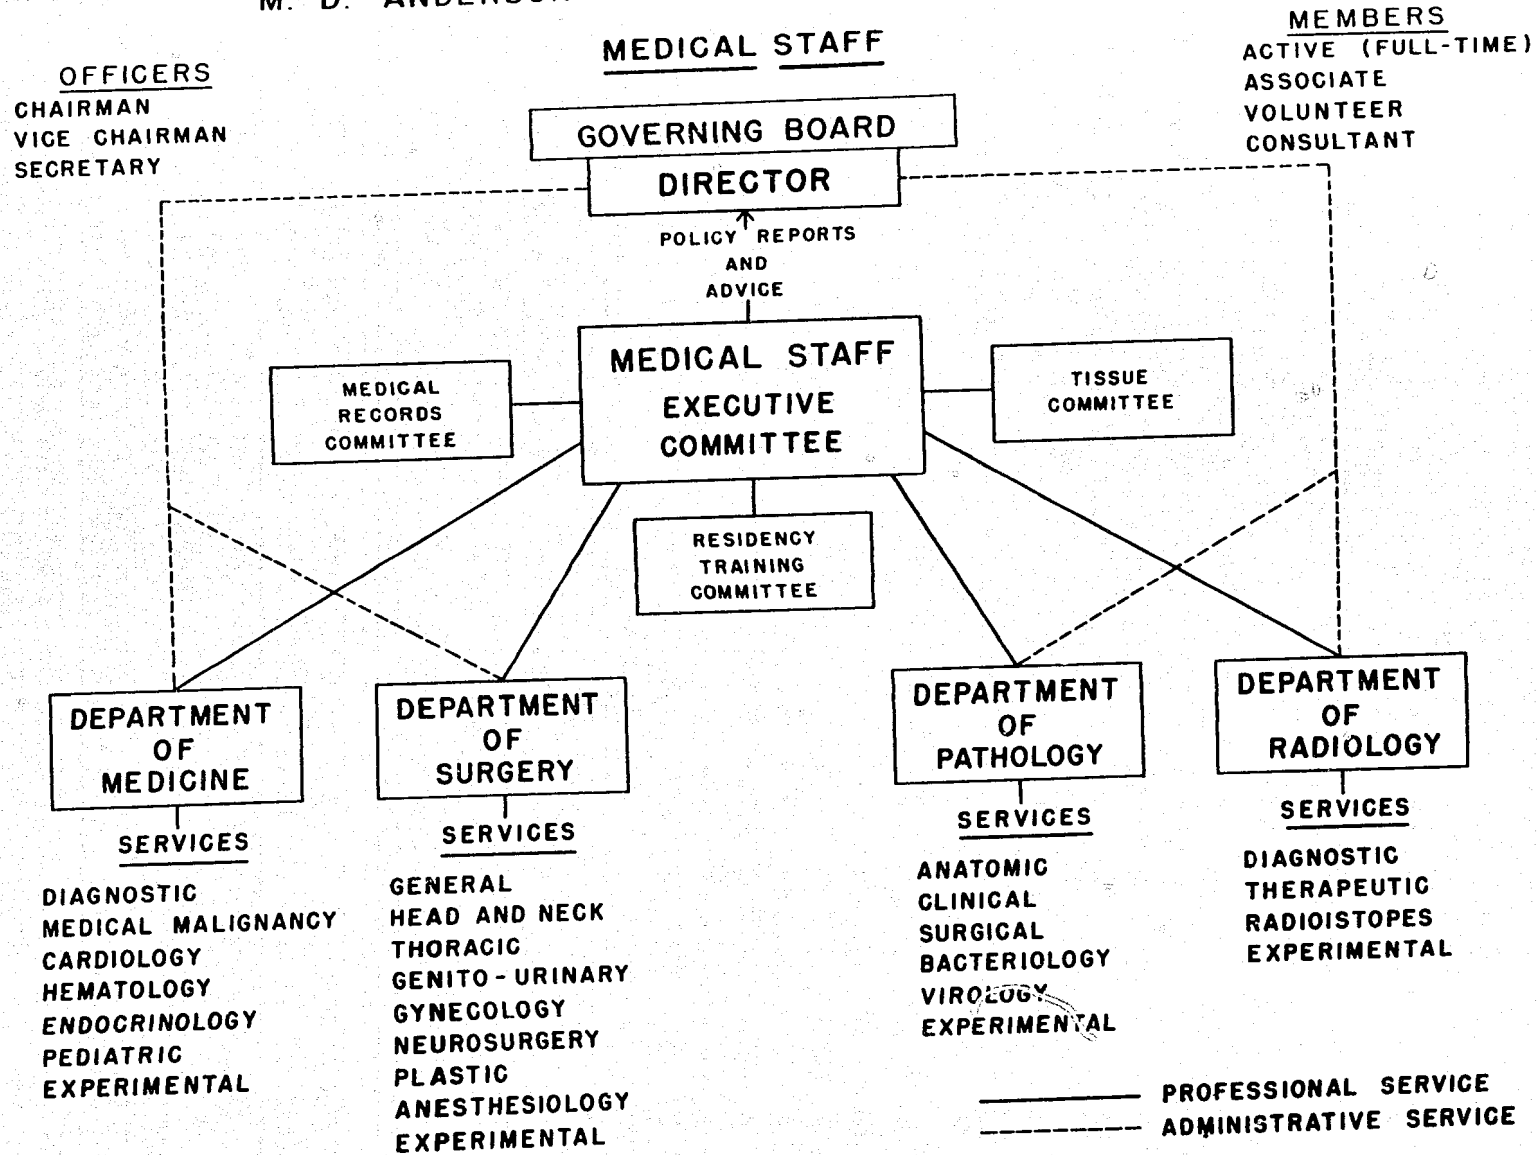 M. D. ANDERSON
MEDICAL STAFF
OFFICERS
CHAIRMAN
VICE CHAIRMAN
SECRETARY
MEMBERS
ACTIVE (FULL-TIME)
ASSOCIATE
VOLUNTEER
CONSULTANT
GOVERNING BOARD
DIRECTOR
POLICY REPORTS
AND
ADVICE
MEDICAL STAFF
EXECUTIVE
COMMITTEE
MEDICAL
RECORDS
COMMITTEE
TISSUE
COMMITTEE
RESIDENCY
TRAINING
COMMITTEE
DEPARTMENT
OF
MEDICINE
SERVICES
DIAGNOSTIC
MEDICAL MALIGNANCY
CARDIOLOGY
HEMATOLOGY
ENDOCRINOLOGY
PEDIATRIC
EXPERIMENTAL
DEPARTMENT
OF
SURGERY
SERVICES
GENERAL
HEAD AND NECK
THORACIC
GENITO-URINARY
GYNECOLOGY
NEUROSURGERY
PLASTIC
ANESTHESIOLOGY
EXPERIMENTAL
DEPARTMENT
OF
PATHOLOGY
SERVICES
ANATOMIC
CLINICAL
SURGICAL
BACTERIOLOGY
VIROLOGY
EXPERIMENTAL
DEPARTMENT
OF
RADIOLOGY
SERVICES
DIAGNOSTIC
THERAPEUTIC
RADIOISTOPES
EXPERIMENTAL
PROFESSIONAL SERVICE
ADMINISTRATIVE SERVICE